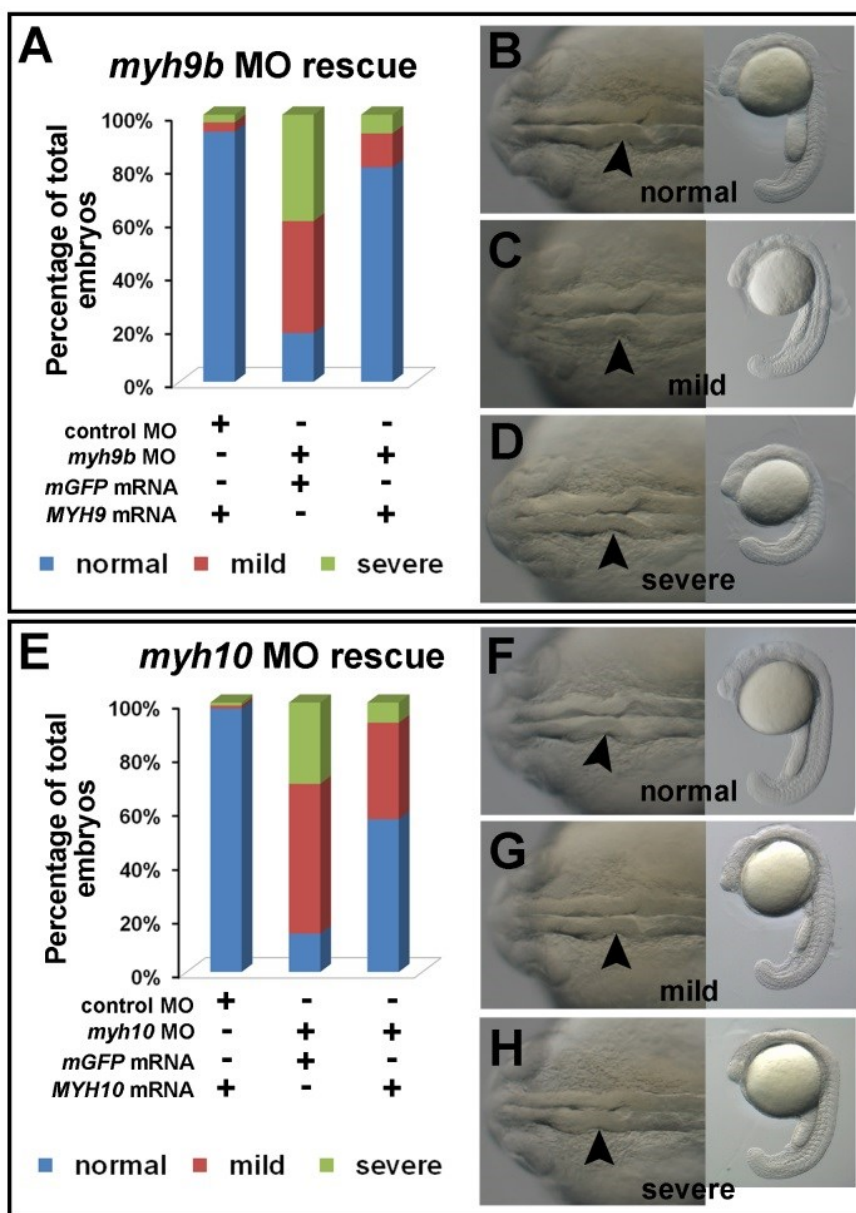 A
myh9b MO rescue
Percentage of total
embryos
100%
80%
60%
40%
20%
0%
control MO + - -
myh9b MO - + +
mGFP mRNA - + -
MYH9 mRNA + - +
normal mild severe
B
normal
C
mild
D
severe
E
myh10 MO rescue
Percentage of total
embryos
100%
80%
60%
40%
20%
0%
control MO + - -
myh10 MO - + +
mGFP mRNA - + -
MYH10 mRNA + - +
normal mild severe
F
normal
G
mild
H
severe